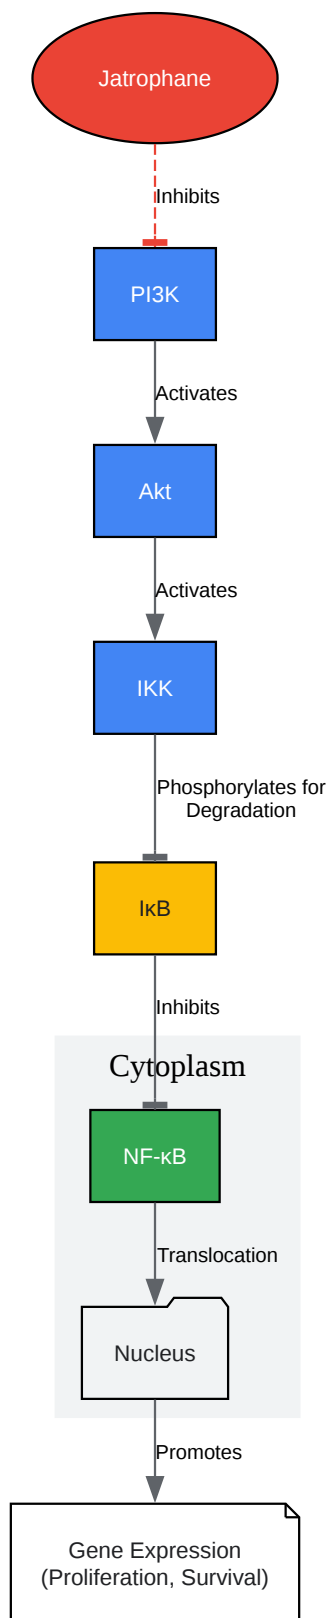 Jatrophane
Inhibits
PI3K
Activates
Akt
Activates
IKK
Phosphorylates for
Degradation
IκB
Inhibits
Cytoplasm
NF-κB
Translocation
Nucleus
Promotes
Gene Expression
(Proliferation, Survival)